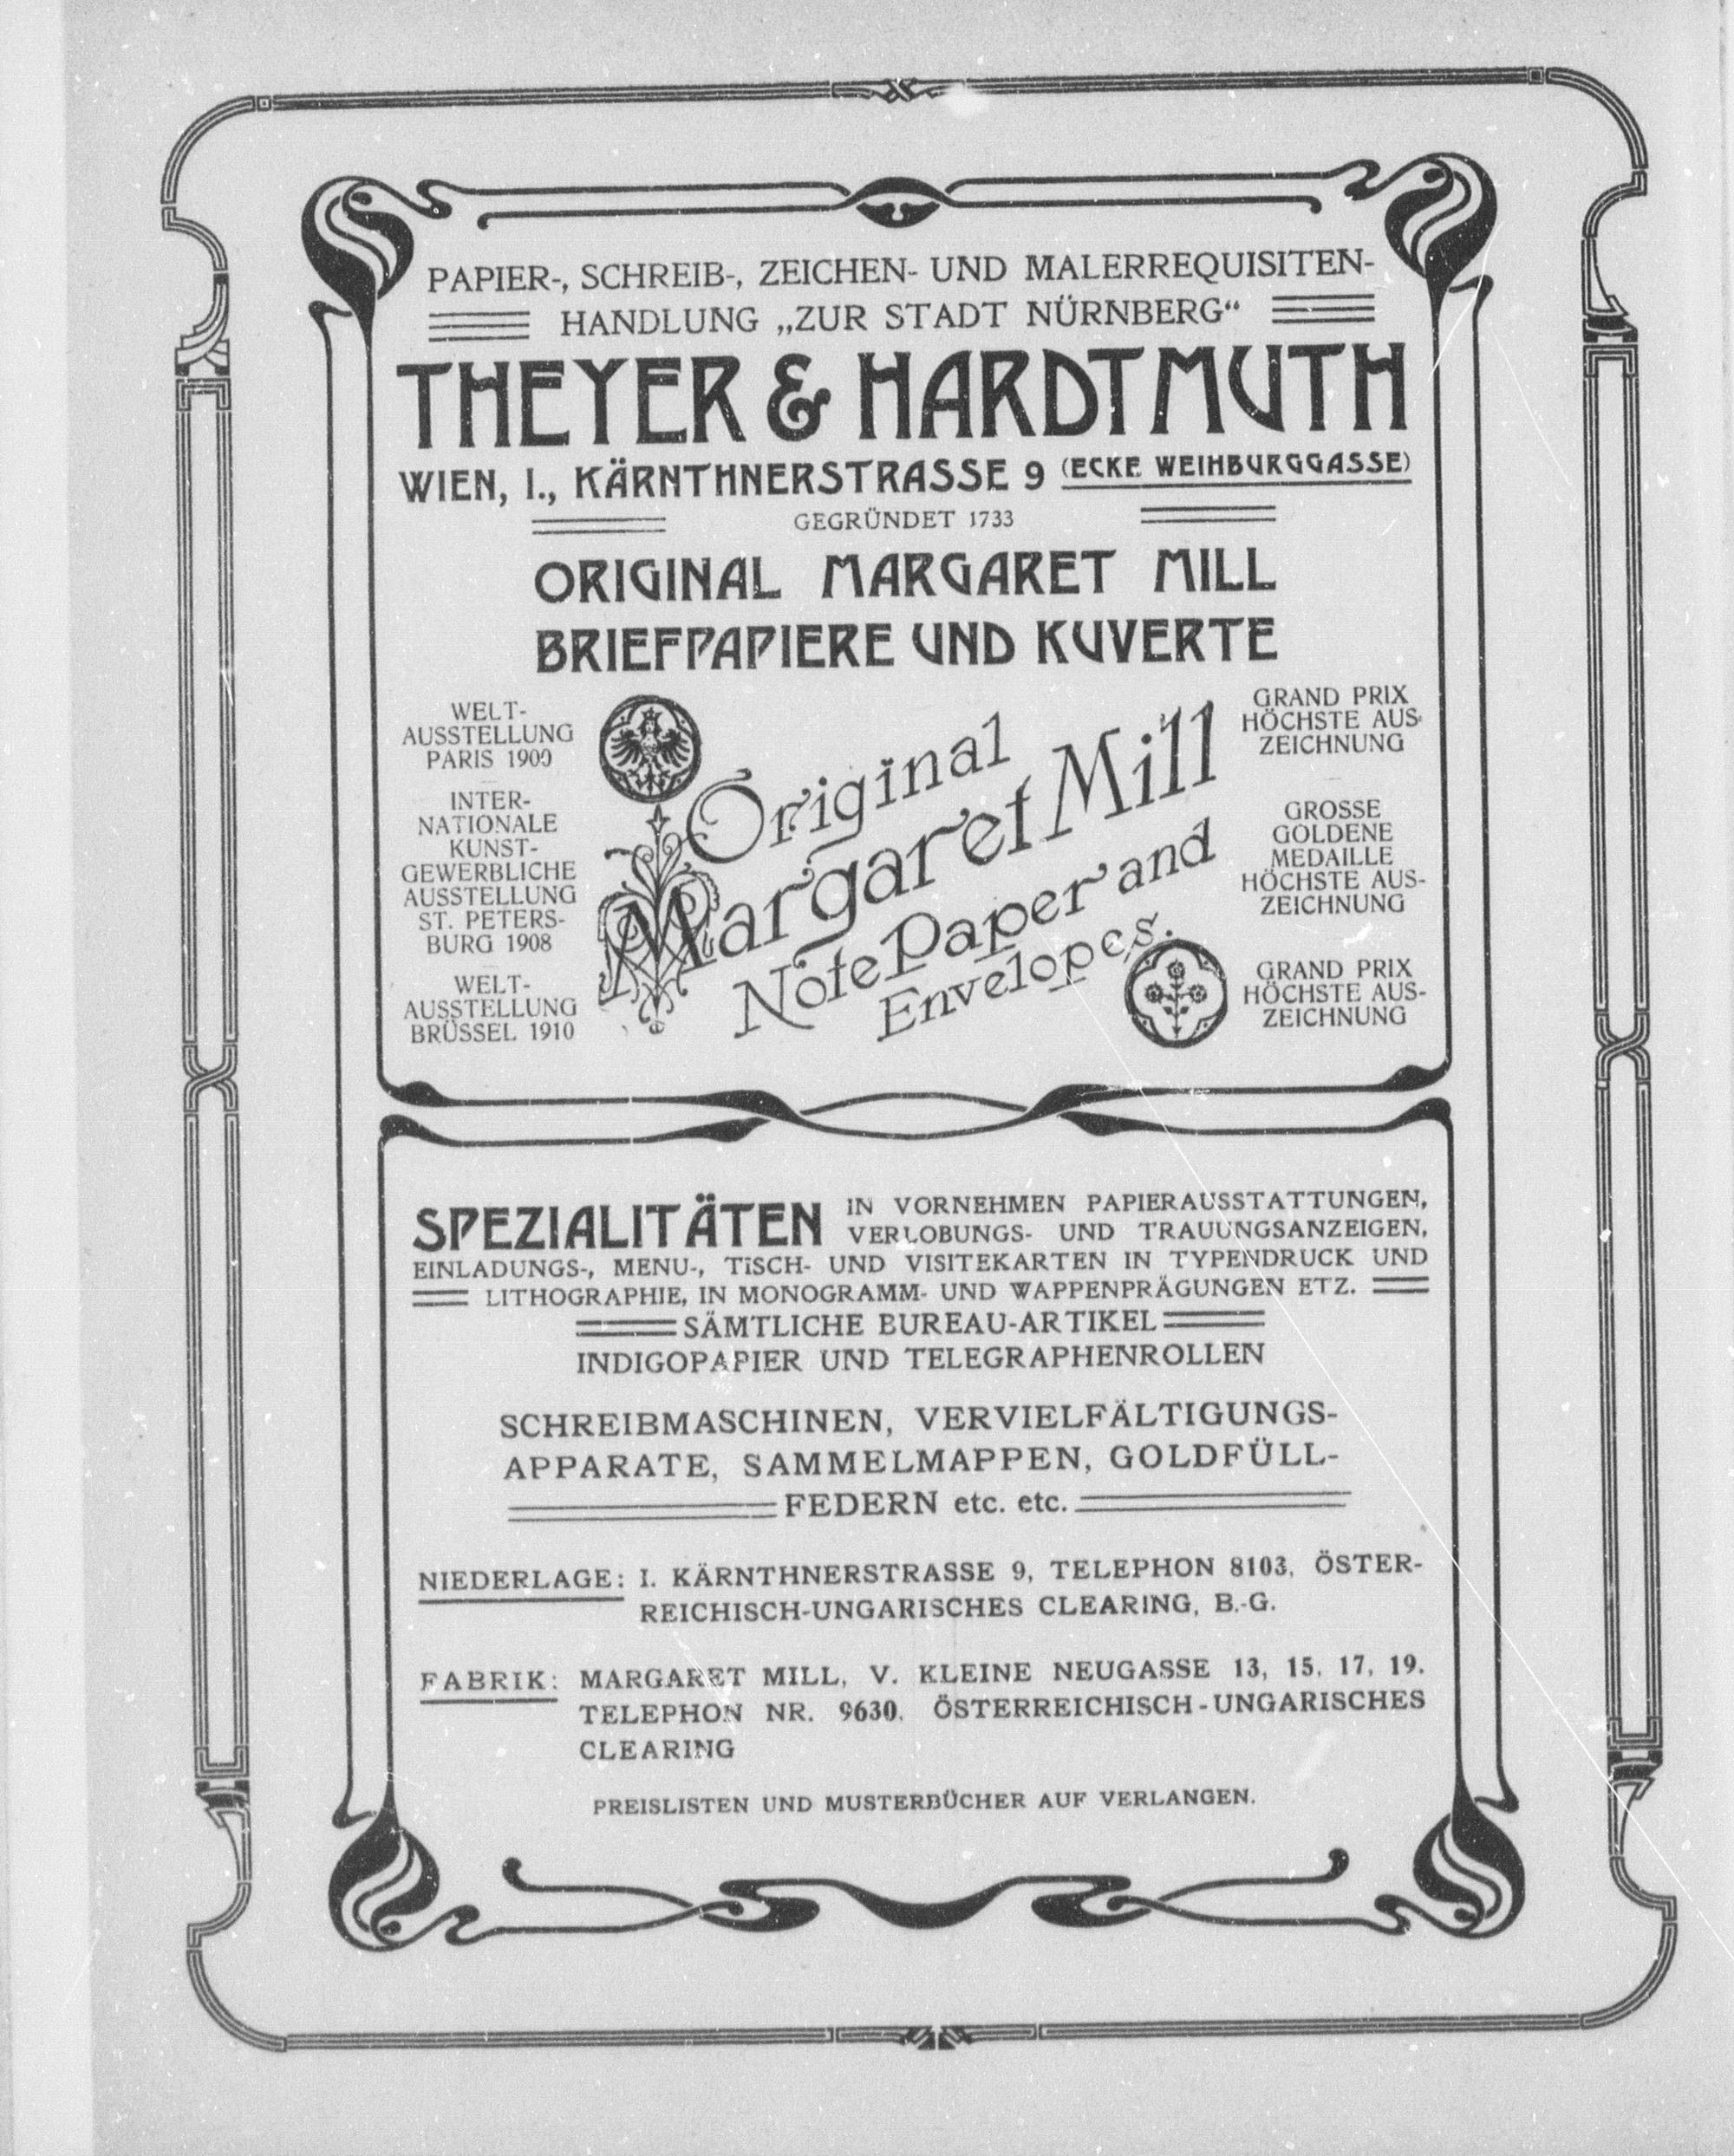 PAPIER-, SCHREIB-, ZEICHEN- UND MALERREQUISITEN-
HANDLUNG „ZUR STADT NÜRNBERG“
THEYER & HARDTMUTH
WIEN, I., KÄRNTHNERSTRASSE 9 (ECKE WEIHBURGGASSE)
GEGRÜNDET 1733
ORIGINAL MARGARET MILL
BRIEFPAPIERE UND KUVERTE
WELT-
AUSSTELLUNG
PARIS 1900
INTER-
NATIONALE
KUNST-
GEWERBLICHE
AUSSTELLUNG
ST. PETERS-
BURG 1908
WELT-
AUSSTELLUNG
BRÜSSEL 1910
Original
Margaret Mill
Note Paper and
Envelopes.
GRAND PRIX
HÖCHSTE AUS-
ZEICHNUNG
GROSSE
GOLDENE
MEDAILLE
HÖCHSTE AUS-
ZEICHNUNG
GRAND PRIX
HÖCHSTE AUS-
ZEICHNUNG
SPEZIALITÄTEN IN VORNEHMEN PAPIERAUSSTATTUNGEN,
VERLOBUNGS- UND TRAUUNGSANZEIGEN,
EINLADUNGS-, MENU-, TiSCH- UND VISITEKARTEN IN TYPENDRUCK UND
LITHOGRAPHIE, IN MONOGRAMM- UND WAPPENPRÄGUNGEN ETZ.
SÄMTLICHE BUREAU-ARTIKEL
INDIGOPAPIER UND TELEGRAPHENROLLEN
SCHREIBMASCHINEN, VERVIELFÄLTIGUNGS-
APPARATE, SAMMELMAPPEN, GOLDFÜLL-
FEDERN etc. etc.
NIEDERLAGE: I. KÄRNTHNERSTRASSE 9, TELEPHON 8103, ÖSTER-
REICHISCH-UNGARISCHES CLEARING, B.-G.
FABRIK: MARGARET MILL, V. KLEINE NEUGASSE 13, 15, 17, 19.
TELEPHON NR. 9630, ÖSTERREICHISCH-UNGARISCHES
CLEARING
PREISLISTEN UND MUSTERBÜCHER AUF VERLANGEN.